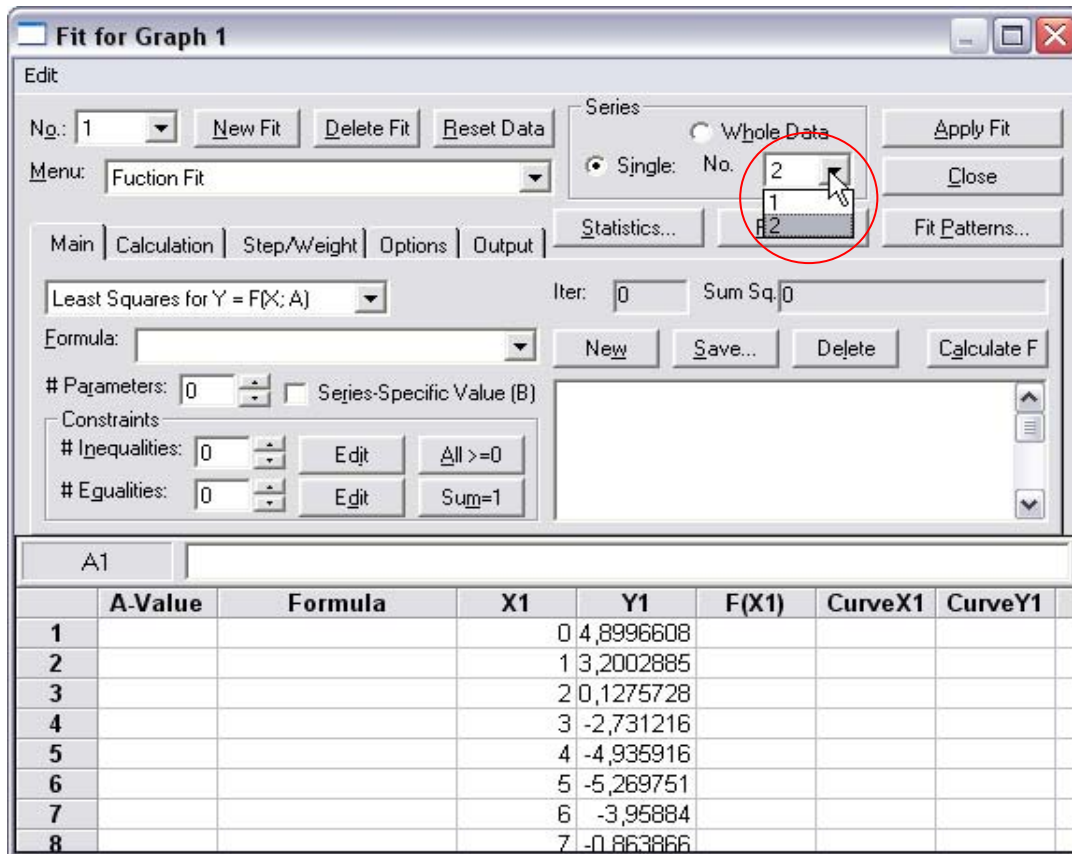 Fit for Graph 1
Edit
No.: 1 New Fit Delete Fit Reset Data
Series
Whole Data
Single: No. 2
1
2
Apply Fit
Close
Menu: Fuction Fit
Statistics... Fit Patterns...
Main Calculation Step/Weight Options Output
Least Squares for Y = F(X; A)
Iter: 0 Sum Sq. 0
Formula:
New Save... Delete Calculate F
# Parameters: 0 Series-Specific Value (B)
Constraints
# Inequalities: 0 Edit All >=0
# Equalities: 0 Edit Sum=1
A1
A-Value Formula X1 Y1 F(X1) CurveX1 CurveY1
1 0 4,8996608
2 1 3,2002885
3 2 0,1275728
4 3 -2,731216
5 4 -4,935916
6 5 -5,269751
7 6 -3,95884
8 7 -0,863866